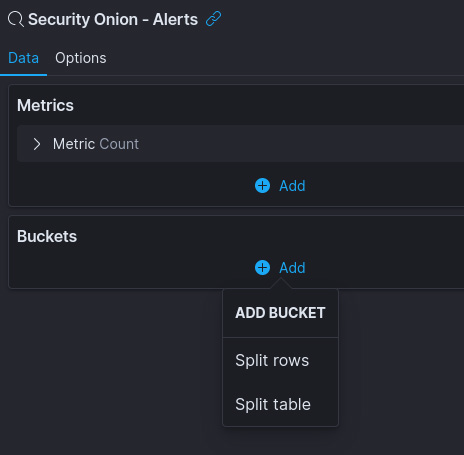 Security Onion - Alerts
Data Options
Metrics
Metric Count
Add
Buckets
Add
ADD BUCKET
Split rows
Split table